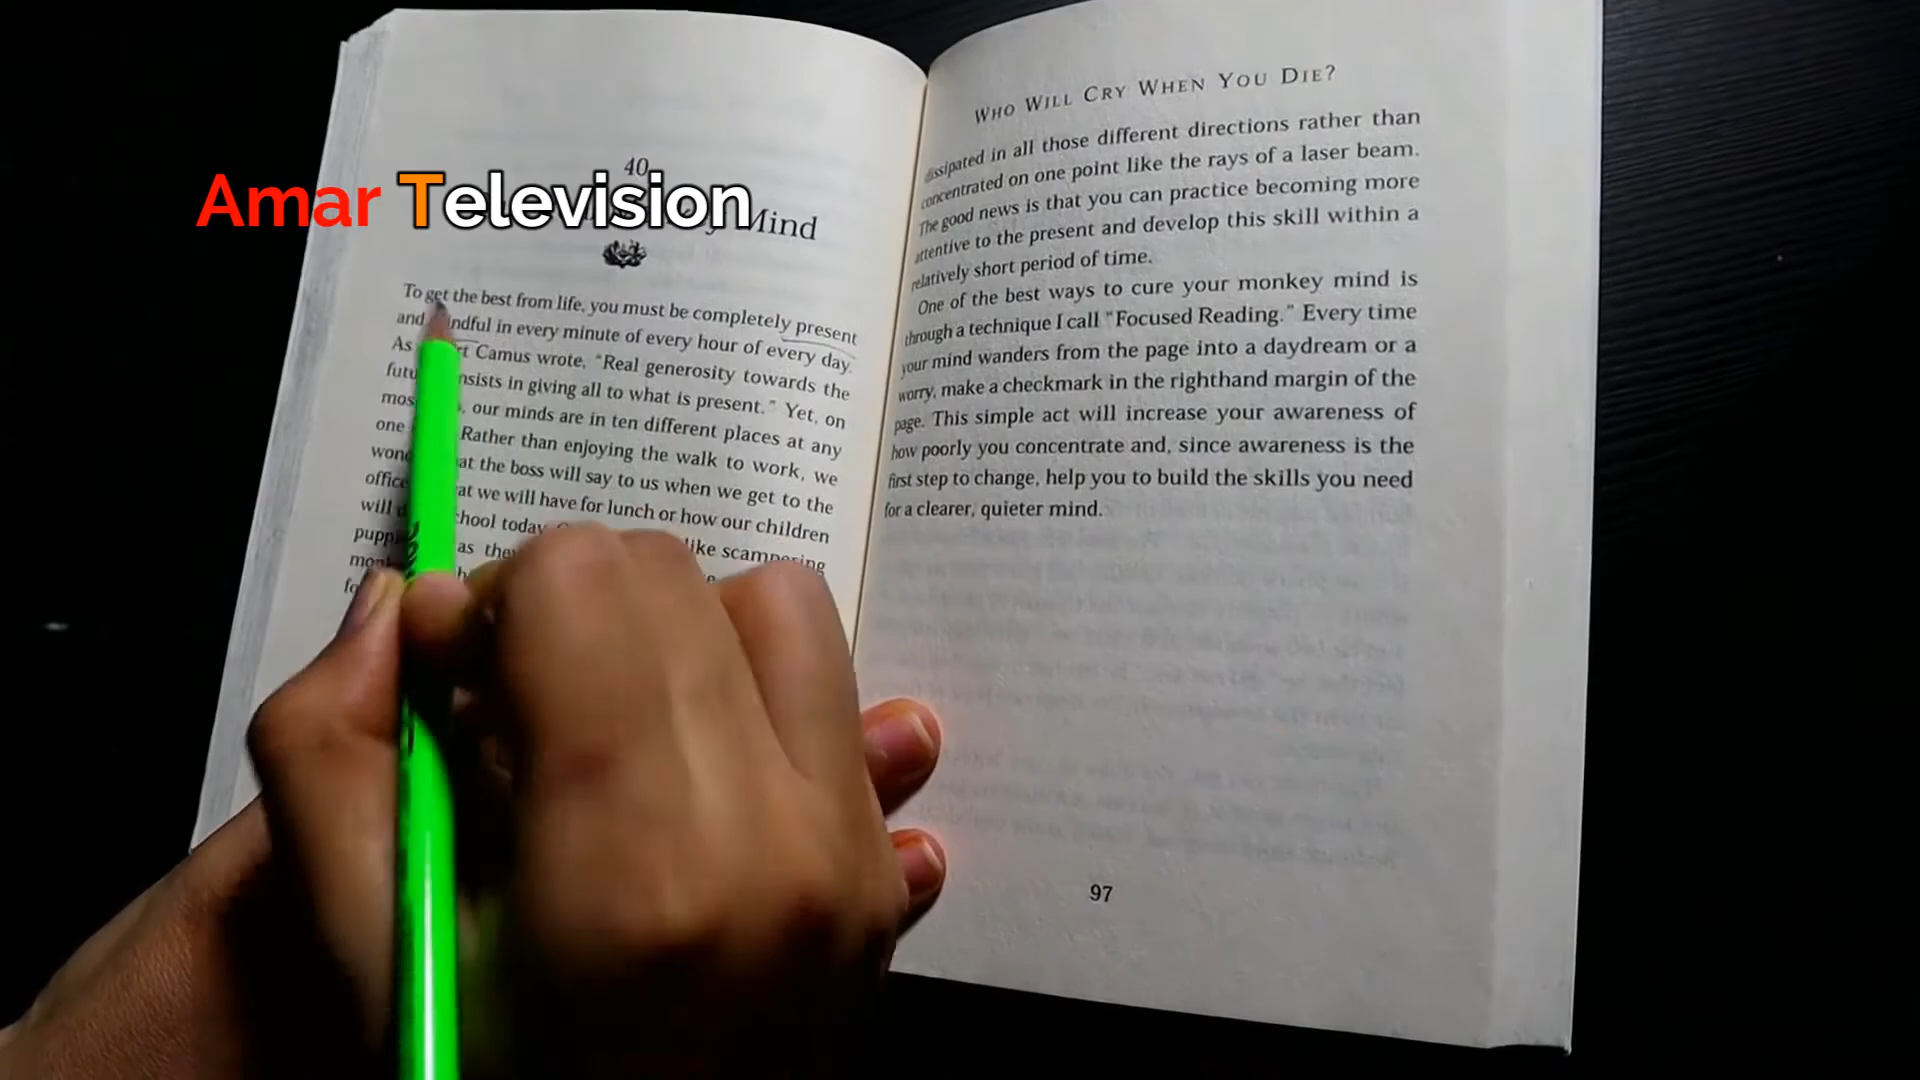 40
Amar Television
Mind
To get the best from life, you must be completely present
and mindful in every minute of every hour of every day.
As Camus wrote, “Real generosity towards the
consists in giving all to what is present.” Yet, on
our minds are in ten different places at any
one Rather than enjoying the walk to work, we
what the boss will say to us when we get to the
office we will have for lunch or how our children
will school today.
as they like scampering
WHO WILL CRY WHEN YOU DIE?
dissipated in all those different directions rather than
concentrated on one point like the rays of a laser beam.
The good news is that you can practice becoming more
attentive to the present and develop this skill within a
relatively short period of time.
One of the best ways to cure your monkey mind is
through a technique I call “Focused Reading.” Every time
your mind wanders from the page into a daydream or a
worry, make a checkmark in the righthand margin of the
page. This simple act will increase your awareness of
how poorly you concentrate and, since awareness is the
first step to change, help you to build the skills you need
for a clearer, quieter mind.
97